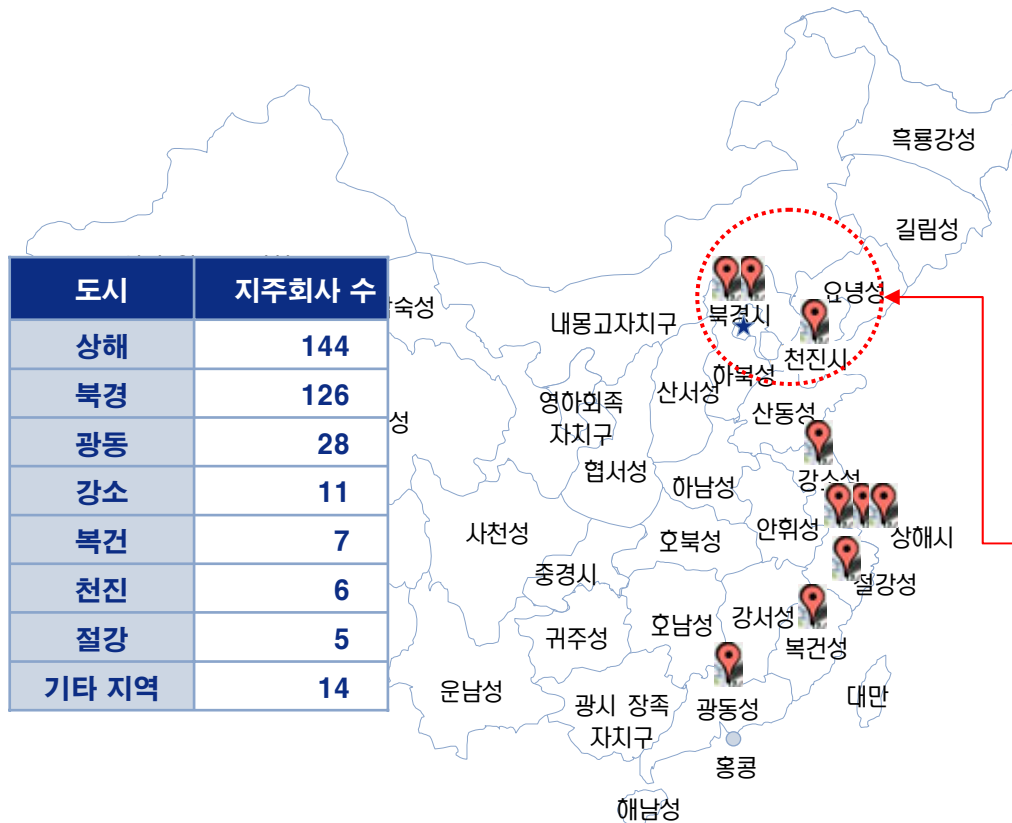 도시 지주회사 수
상해 144
북경 126
광동 28
강소 11
복건 7
천진 6
절강 5
기타 지역 14
흑룡강성
길림성
요녕성
북경시
내몽고자치구
천진시
하북성
산서성
영하회족
자치구
산동성
협서성
강소성
하남성
사천성
호북성
안휘성
상해시
중경시
절강성
호남성
강서성
귀주성
복건성
운남성
광시 장족
자치구
광동성
대만
홍콩
해남성
숙성
성